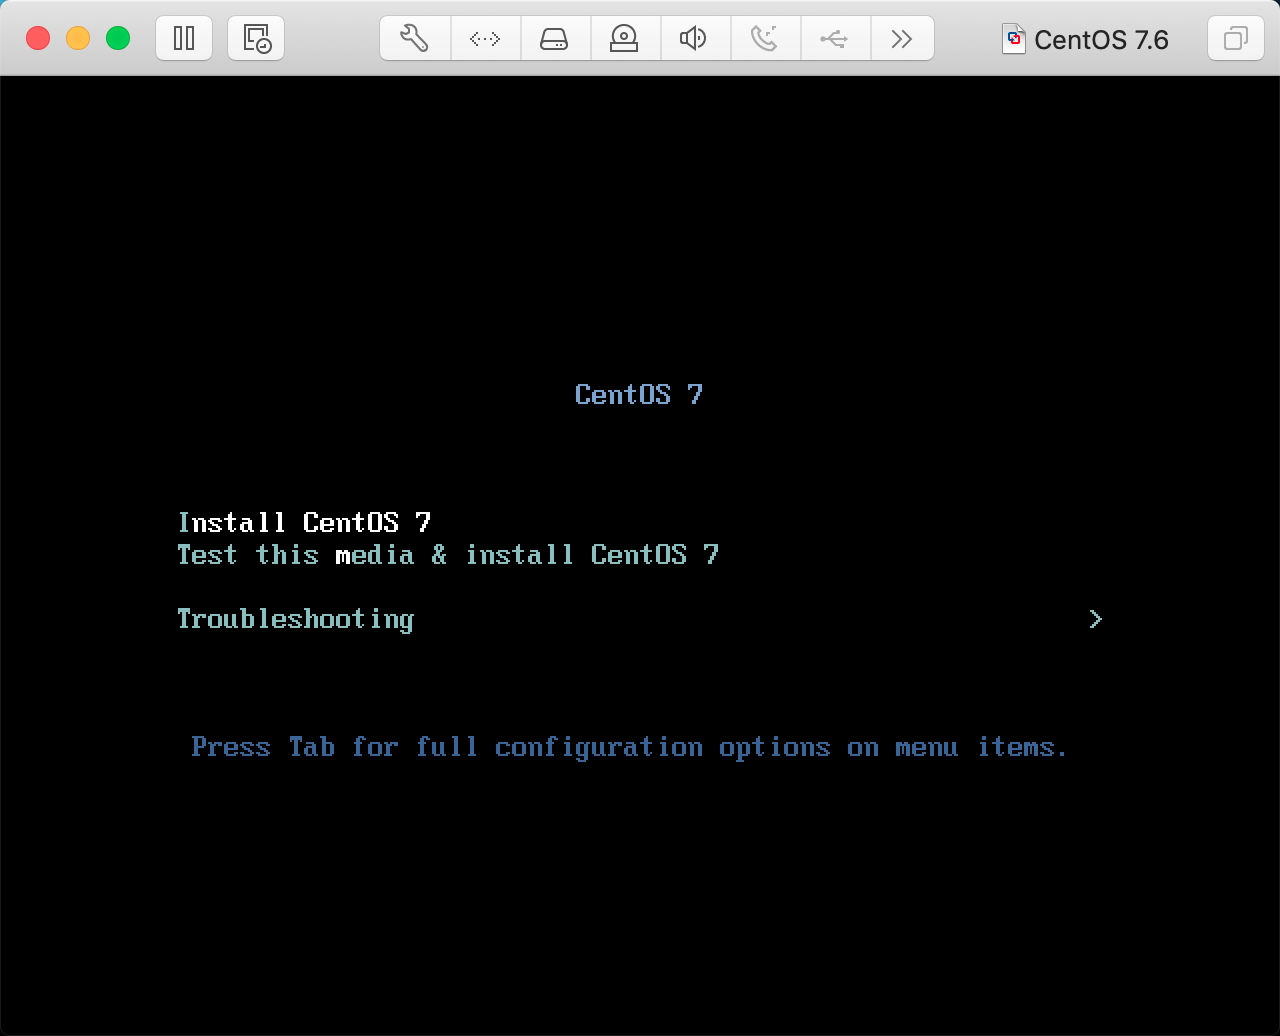 CentOS 7.6
CentOS 7
Install CentOS 7
Test this media & install CentOS 7
Troubleshooting >
Press Tab for full configuration options on menu items.